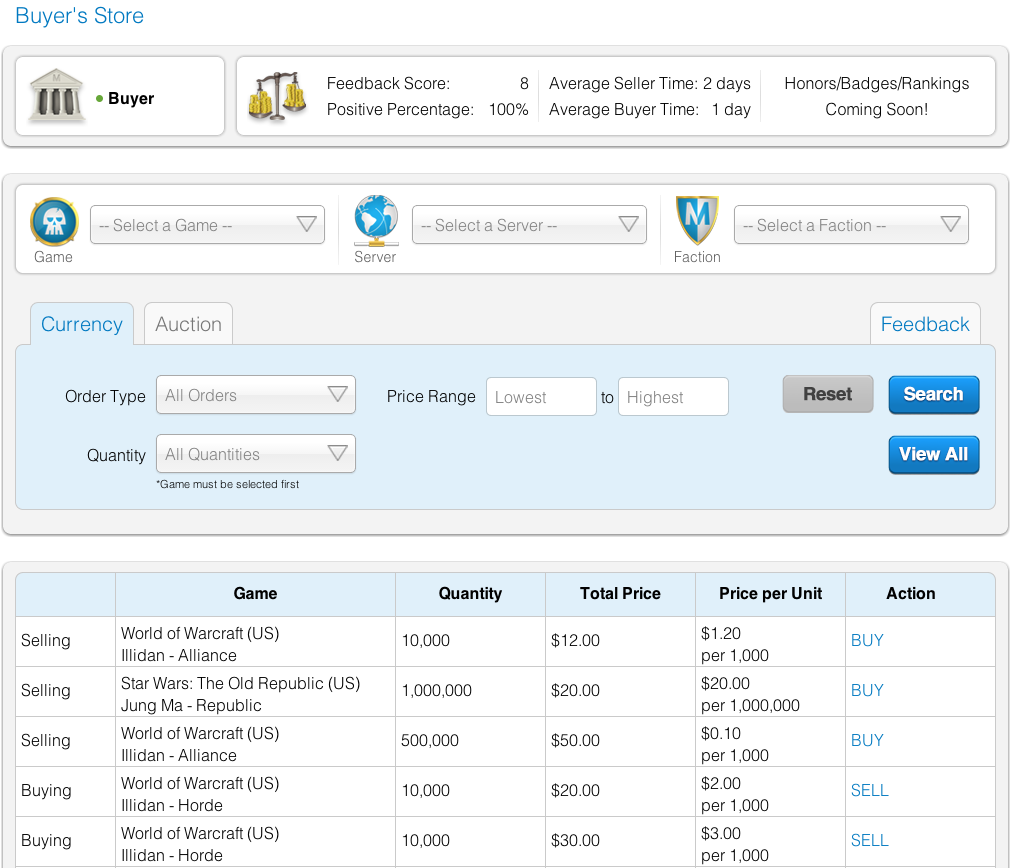 Buyer's Store
M
Buyer
Feedback Score: 8
Positive Percentage: 100%
Average Seller Time: 2 days
Average Buyer Time: 1 day
Honors/Badges/Rankings
Coming Soon!
-- Select a Game --
Game
-- Select a Server --
Server
M
-- Select a Faction --
Faction
Currency
Auction
Feedback
Order Type All Orders Price Range Lowest to Highest Reset Search
Quantity All Quantities View All
*Game must be selected first
Game Quantity Total Price Price per Unit Action
Selling World of Warcraft (US) 10,000 $12.00 $1.20 BUY
Illidan - Alliance per 1,000
Selling Star Wars: The Old Republic (US) 1,000,000 $20.00 $20.00 BUY
Jung Ma - Republic per 1,000,000
Selling World of Warcraft (US) 500,000 $50.00 $0.10 BUY
Illidan - Alliance per 1,000
Buying World of Warcraft (US) 10,000 $20.00 $2.00 SELL
Illidan - Horde per 1,000
Buying World of Warcraft (US) 10,000 $30.00 $3.00 SELL
Illidan - Horde per 1,000